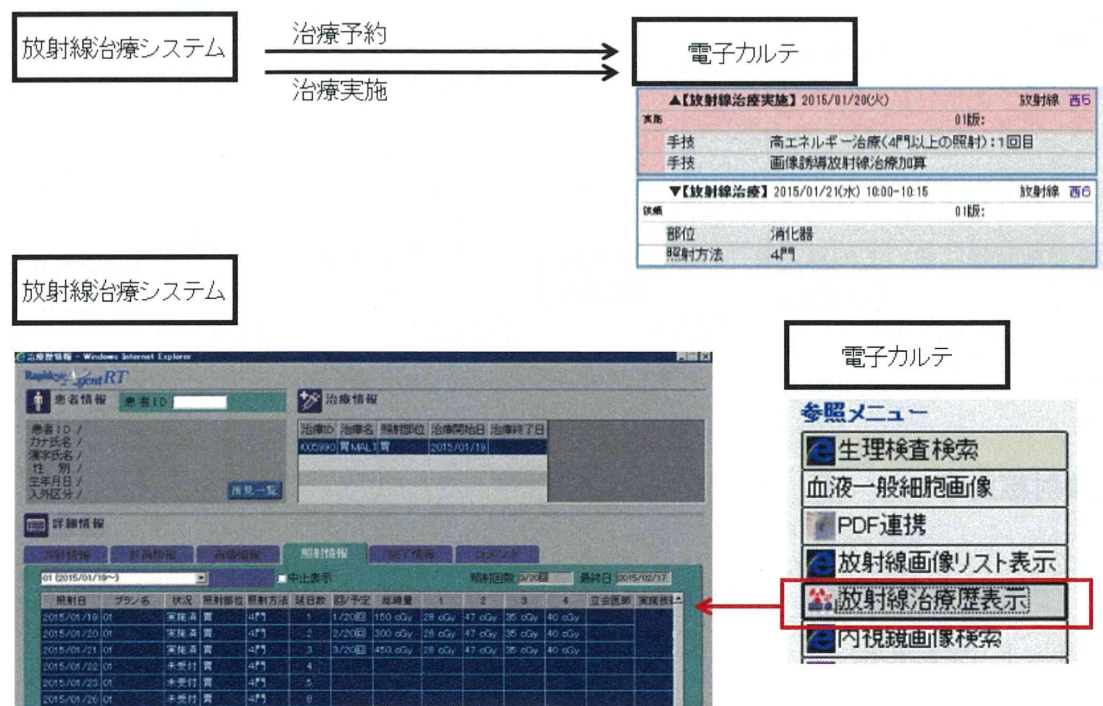 放射線治療システム
治療予約
治療実施
電子カルテ
▲【放射線治療実施】 2015/01/20(火) 放射線 西5
実施 01版:
手技 高エネルギー治療(4門以上の照射):1回目
手技 画像誘導放射線治療加算
▼【放射線治療】 2015/01/21(水) 10:00-10:15 放射線 西6
依頼 01版:
部位 消化器
照射方法 4門
放射線治療システム
電子カルテ
治療歴情報 - Windows Internet Explorer
RT
患者情報 患者ID
治療情報
患者ID /
カナ氏名 /
漢字氏名 /
性 別 /
生年月日 /
入外区分 /
所見一覧
治療ID 治療名 照射部位 治療開始日 治療終了日
005990 胃MALT 胃 2015/01/19
詳細情報
照射情報
コメント
01 (2015/01/19~) 中止表示 照射回数 3/20回 最終日 2015/02/17
照射日 プラン名 状況 照射部位 照射方法 延日数 回/予定 総線量 1 2 3 4 立会医師
2015/01/19 01 実施済 胃 4門 1/20回 150 cGy 28 cGy 47 cGy 35 cGy 40 cGy
2015/01/20 01 実施済 胃 4門 2 2/20回 300 cGy 28 cGy 47 cGy 35 cGy 40 cGy
2015/01/21 01 実施済 胃 4門 3 3/20回 450 cGy 28 cGy 47 cGy 35 cGy 40 cGy
2015/01/22 01 未受付 胃 4門 4
2015/01/23 01 未受付 胃 4門 5
2015/01/26 01 未受付 胃 4門 8
参照メニュー
生理検査検索
血液一般細胞画像
PDF連携
放射線画像リスト表示
放射線治療歴表示
内視鏡画像検索